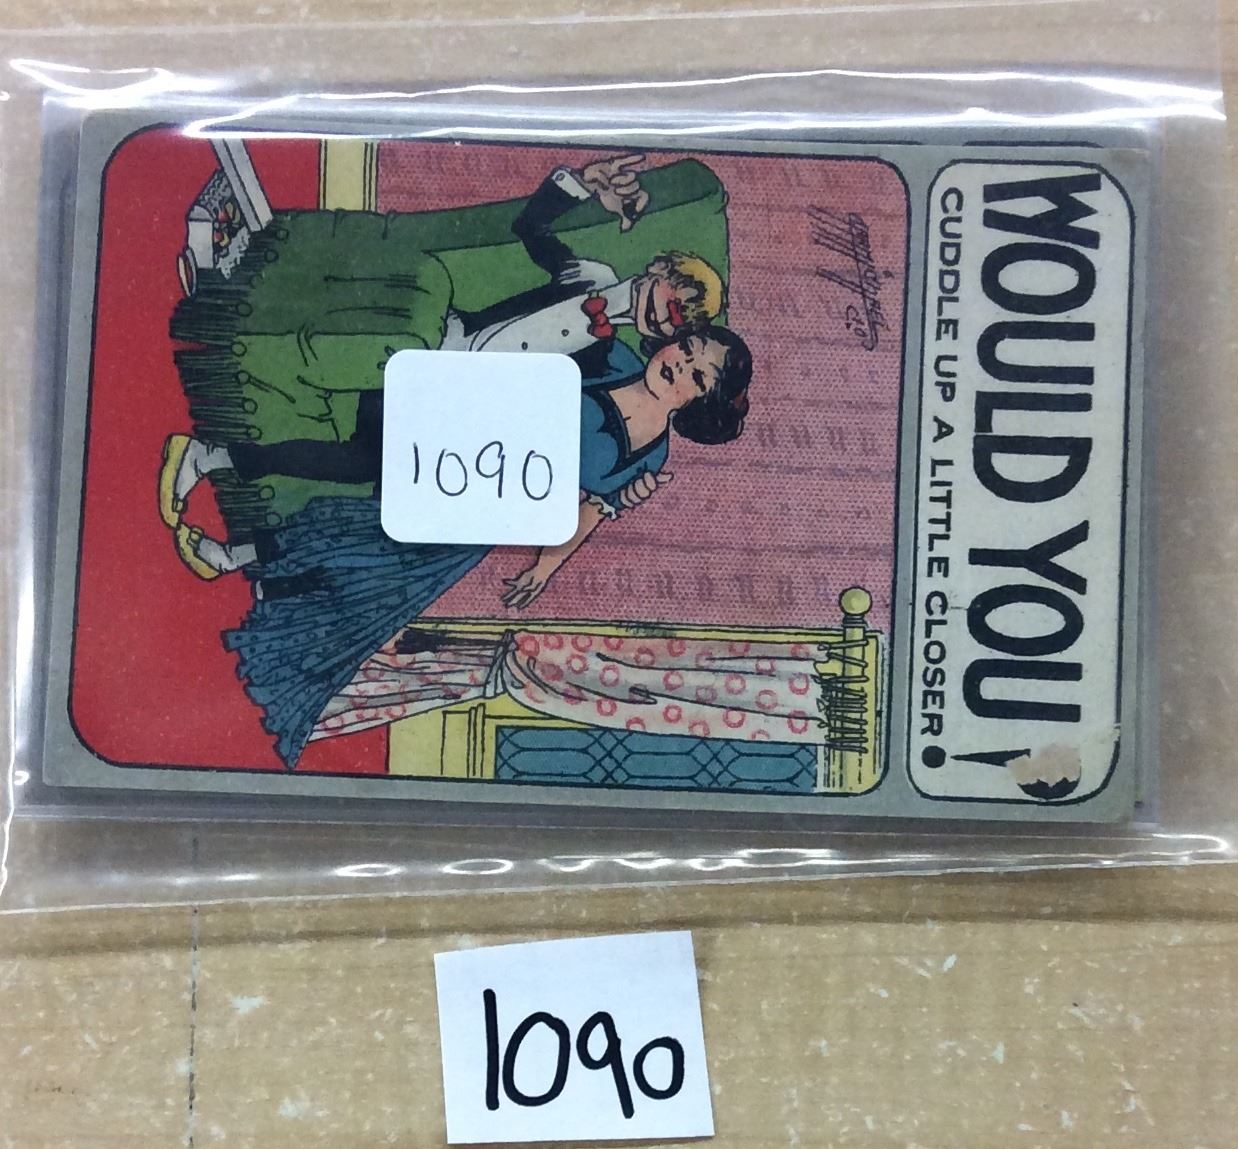 WOULD YOU
CUDDLE UP A LITTLE CLOSER.
1090
1090